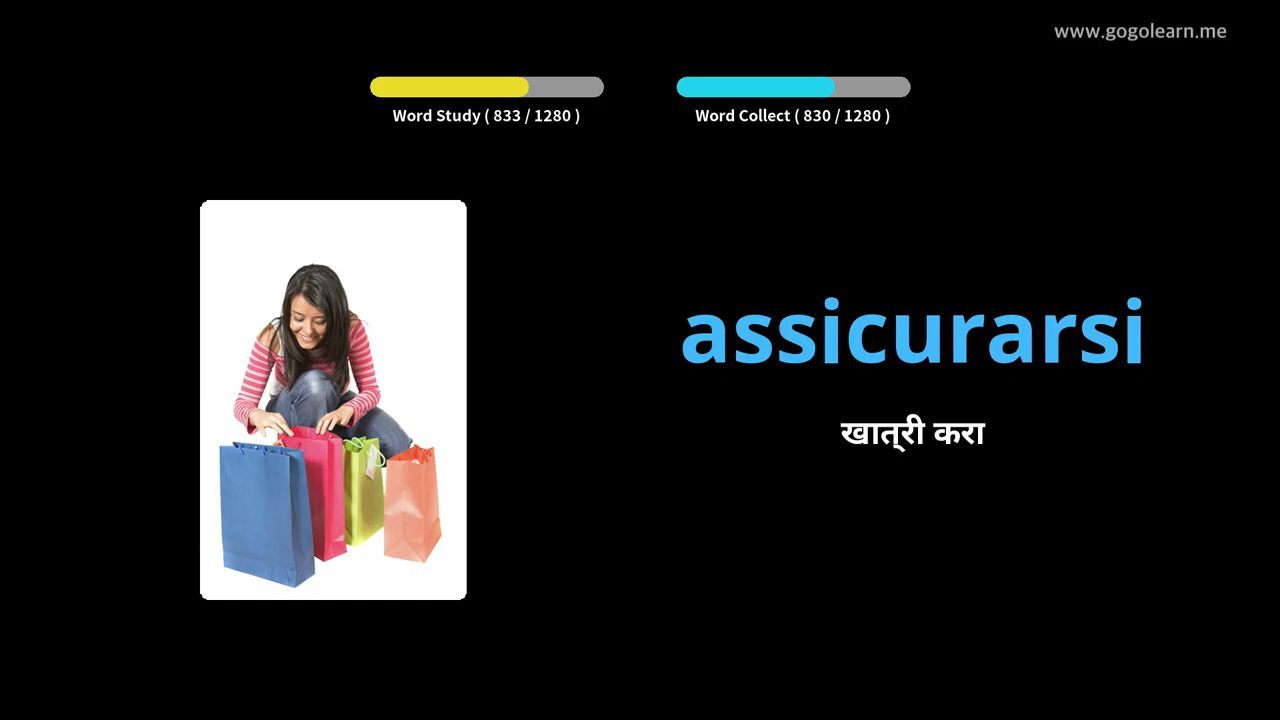 www.gogolearn.me
Word Study ( 833 / 1280 )
Word Collect ( 830 / 1280 )
assicurarsi
खात्री करा